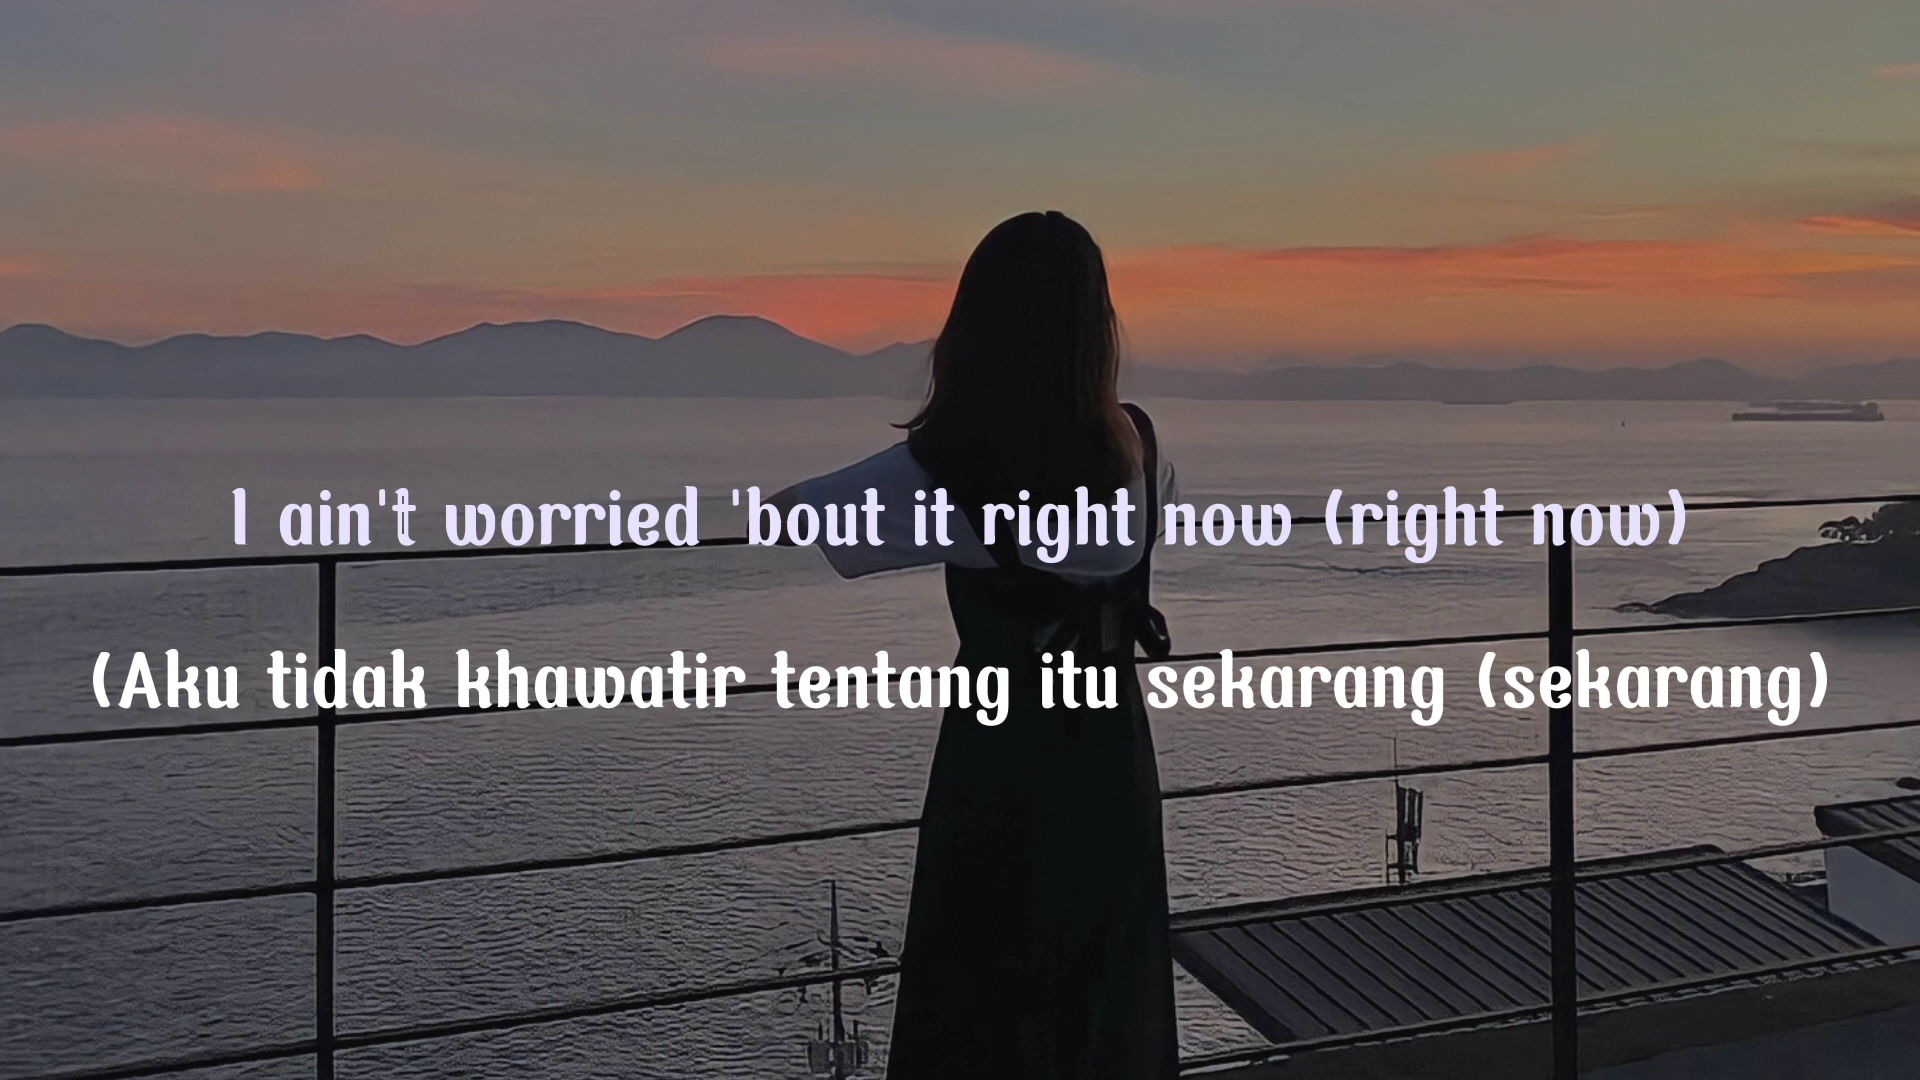 I ain't worried 'bout it right now (right now)
(Aku tidak khawatir tentang itu sekarang (sekarang)